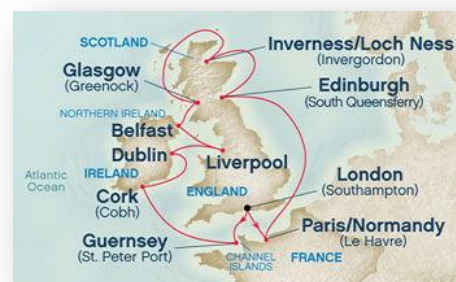 SCOTLAND
Inverness/Loch Ness
(Invergordon)
Glasgow
(Greenock)
Edinburgh
(South Queensferry)
NORTHERN IRELAND
Belfast
Dublin
Liverpool
IRELAND
Atlantic
Ocean
ENGLAND
London
(Southampton)
Cork
(Cobh)
Paris/Normandy
(Le Havre)
Guernsey
(St. Peter Port)
CHANNEL
ISLANDS
FRANCE